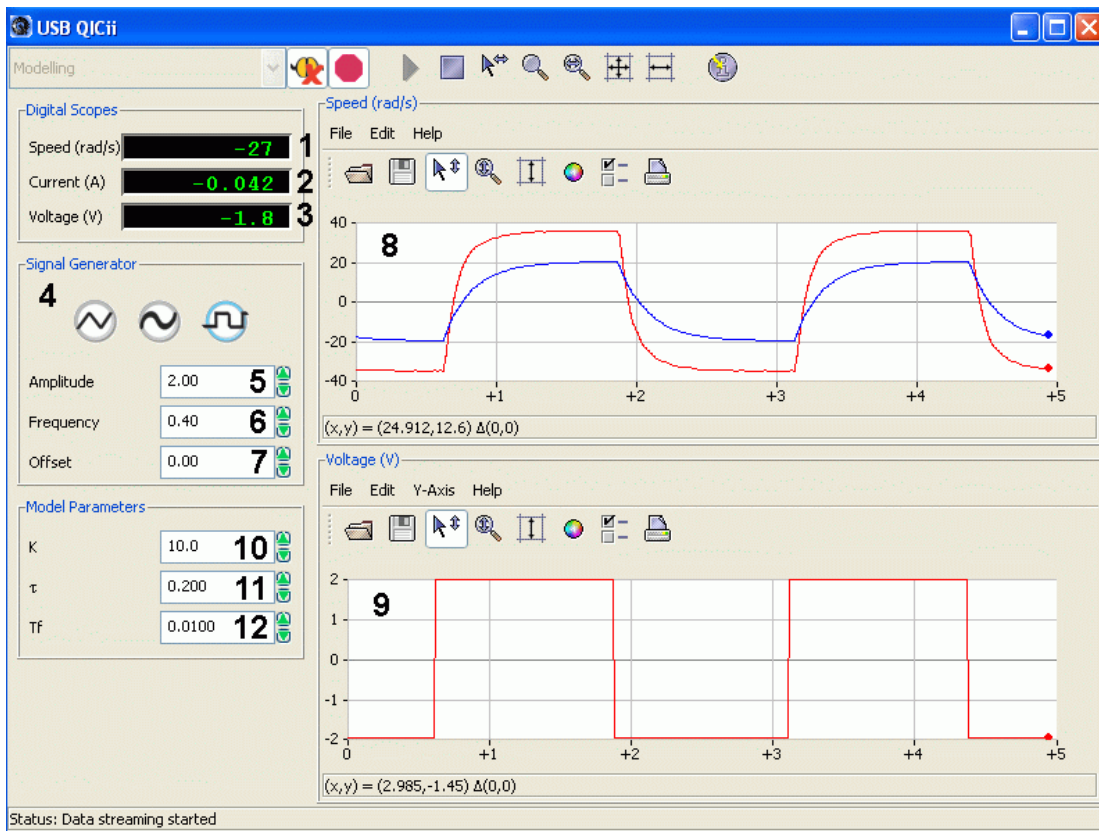 USB QICii
Modelling
Digital Scopes
Speed (rad/s) -27 1
Current (A) -0.042 2
Voltage (V) -1.8 3
Signal Generator
4
Amplitude 2.00 5
Frequency 0.40 6
Offset 0.00 7
Model Parameters
K 10.0 10
τ 0.200 11
Tf 0.0100 12
Speed (rad/s)
File Edit Help
8
40
20
0
-20
-40
0 +1 +2 +3 +4 +5
(x,y) = (24.912,12.6) Δ(0,0)
Voltage (V)
File Edit Y-Axis Help
9
2
1
0
-1
-2
0 +1 +2 +3 +4 +5
(x,y) = (2.985,-1.45) Δ(0,0)
Status: Data streaming started